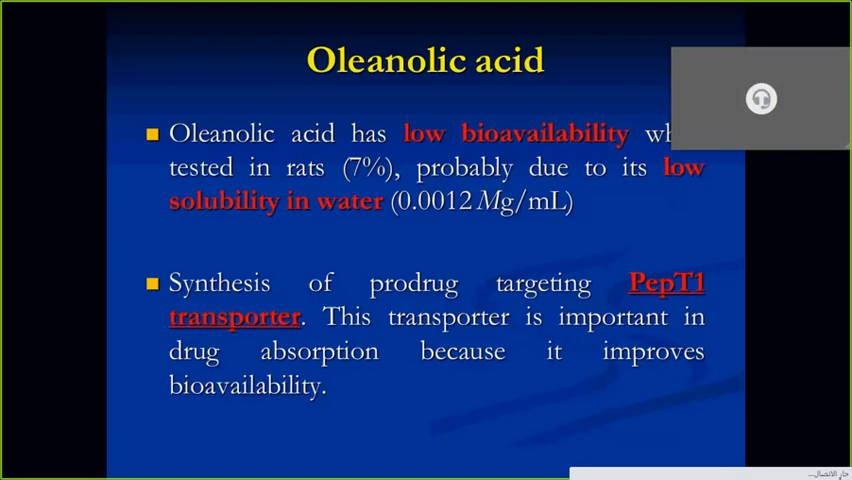 Oleanolic acid
Oleanolic acid has low bioavailability
tested in rats (7%), probably due to its low
solubility in water (0.0012 Mg/mL)
Synthesis of prodrug targeting PepT1
transporter. This transporter is important in
drug absorption because it improves
bioavailability.
جارٍ الاتصال...